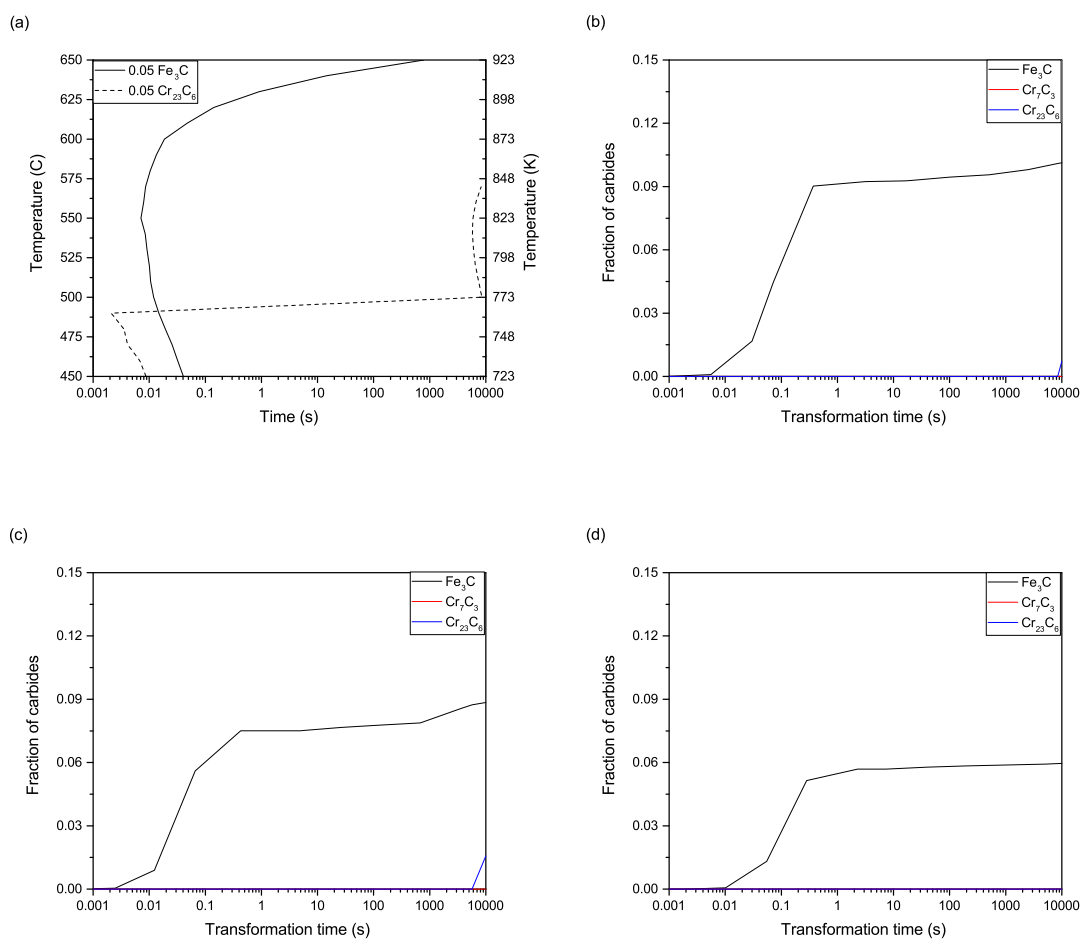 (a)
650
625
600
575
550
525
500
475
450
923
898
873
848
823
798
773
748
723
0.001
0.01
0.1
1
10
100
1000
10000
0.05 Fe3C
0.05 Cr23C6
Temperature (C)
Temperature (K)
Time (s)
(b)
0.15
0.12
0.09
0.06
0.03
0.00
0.001
0.01
0.1
1
10
100
1000
10000
Fe3C
Cr7C3
Cr23C6
Fraction of carbides
Transformation time (s)
(c)
0.15
0.12
0.09
0.06
0.03
0.00
0.001
0.01
0.1
1
10
100
1000
10000
Fe3C
Cr7C3
Cr23C6
Fraction of carbides
Transformation time (s)
(d)
0.15
0.12
0.09
0.06
0.03
0.00
0.001
0.01
0.1
1
10
100
1000
10000
Fe3C
Cr7C3
Cr23C6
Fraction of carbides
Transformation time (s)